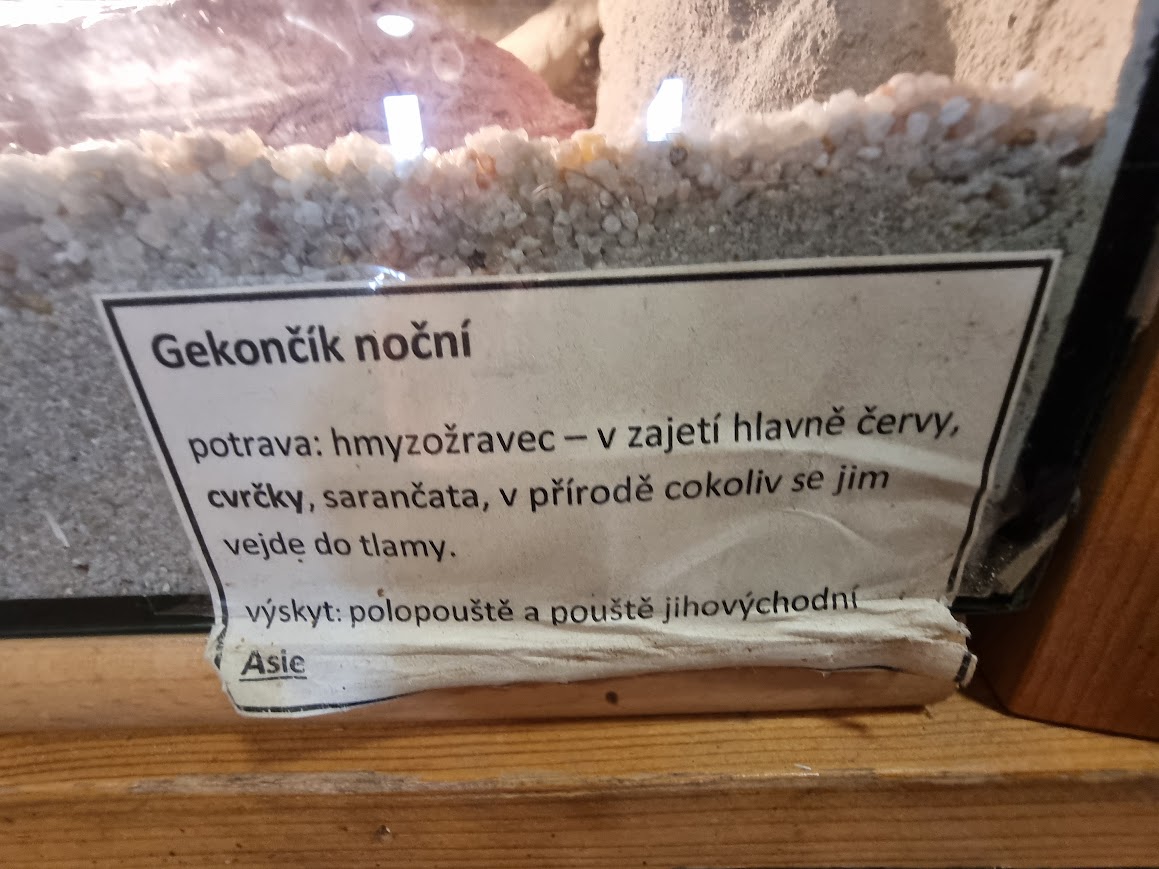 Gekončík noční
potrava: hmyzožravec – v zajetí hlavně červy,
cvrčky, sarančata, v přírodě cokoliv se jim
vejde do tlamy.
výskyt: polopouště a pouště jihovýchodní
Asie